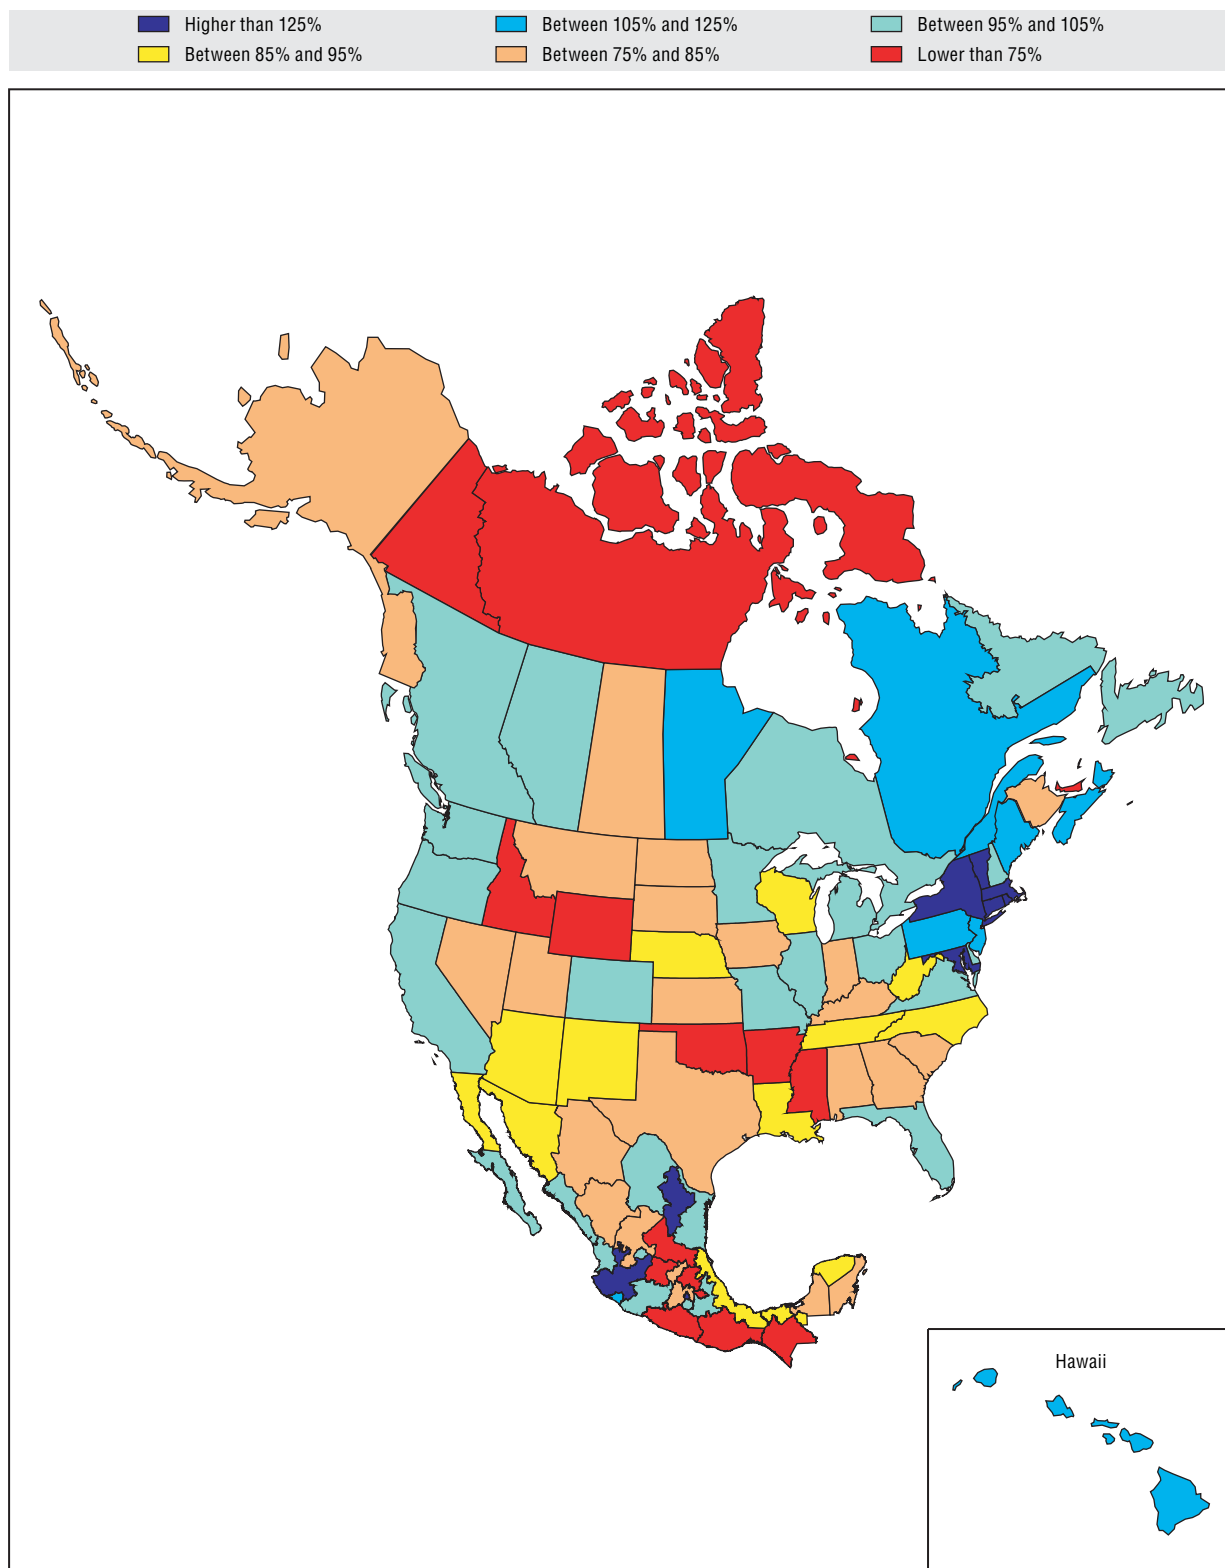 Higher than 125%
Between 105% and 125%
Between 95% and 105%
Between 85% and 95%
Between 75% and 85%
Lower than 75%
Hawaii